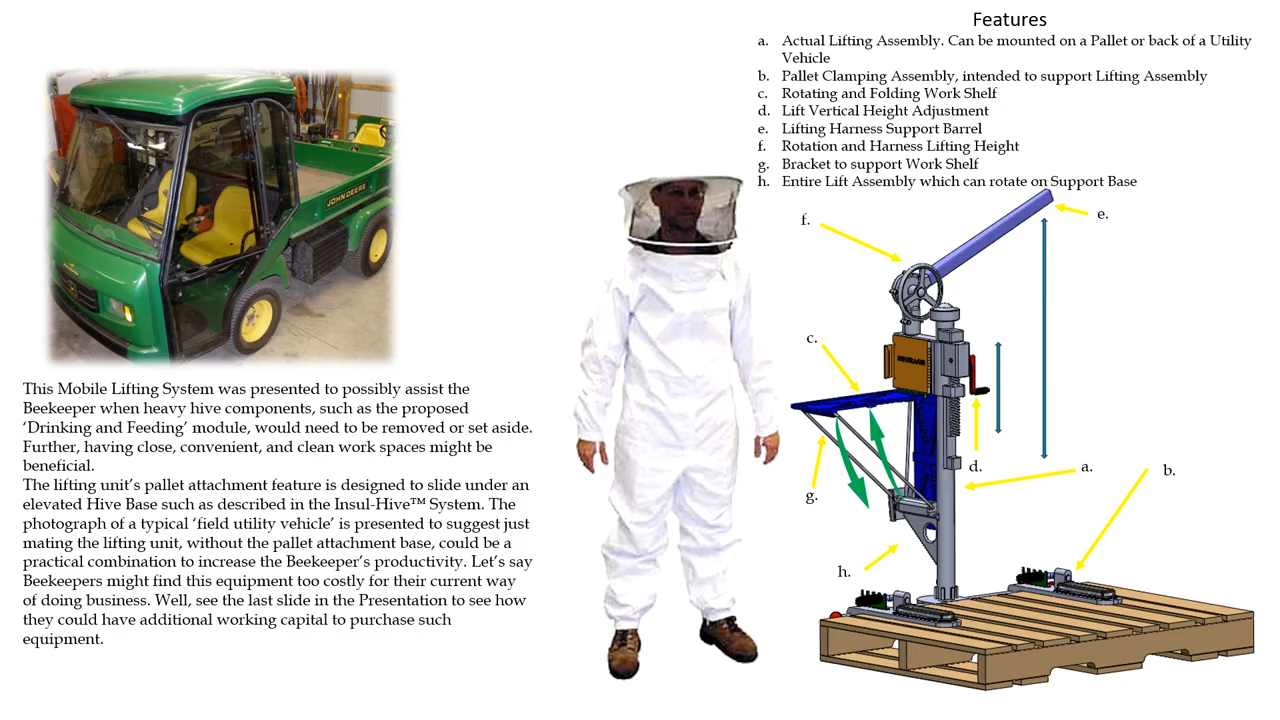 Features
a. Actual Lifting Assembly. Can be mounted on a Pallet or back of a Utility
Vehicle
b. Pallet Clamping Assembly, intended to support Lifting Assembly
c. Rotating and Folding Work Shelf
d. Lift Vertical Height Adjustment
e. Lifting Harness Support Barrel
f. Rotation and Harness Lifting Height
g. Bracket to support Work Shelf
h. Entire Lift Assembly which can rotate on Support Base
JOHN DEERE
This Mobile Lifting System was presented to possibly assist the
Beekeeper when heavy hive components, such as the proposed
‘Drinking and Feeding’ module, would need to be removed or set aside.
Further, having close, convenient, and clean work spaces might be
beneficial.
The lifting unit’s pallet attachment feature is designed to slide under an
elevated Hive Base such as described in the Insul-Hive™ System. The
photograph of a typical ‘field utility vehicle’ is presented to suggest just
mating the lifting unit, without the pallet attachment base, could be a
practical combination to increase the Beekeeper’s productivity. Let’s say
Beekeepers might find this equipment too costly for their current way
of doing business. Well, see the last slide in the Presentation to see how
they could have additional working capital to purchase such
equipment.
f.
e.
c.
d.
a.
b.
g.
h.